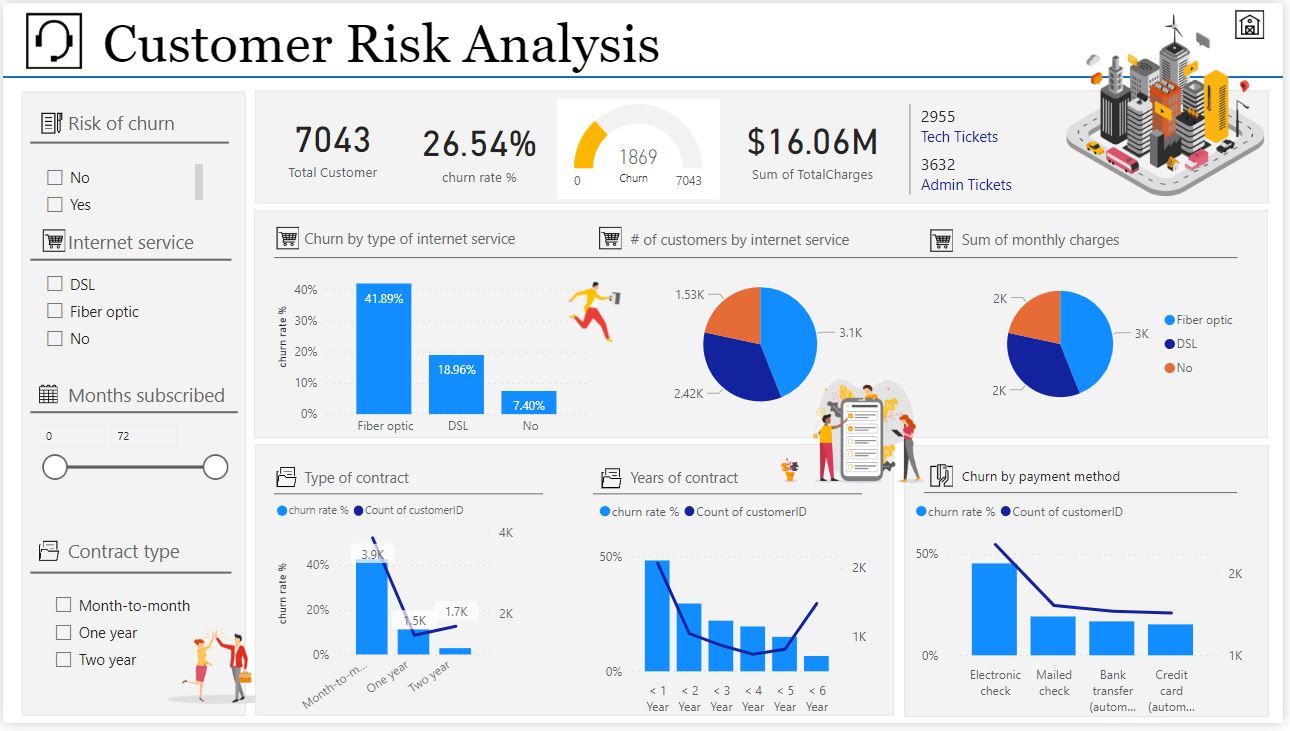 Customer Risk Analysis
Risk of churn
No
Yes
Internet service
DSL
Fiber optic
No
Months subscribed
0
72
Contract type
Month-to-month
One year
Two year
7043
Total Customer
26.54%
churn rate %
1869
Churn
0
7043
$16.06M
Sum of TotalCharges
2955
Tech Tickets
3632
Admin Tickets
Churn by type of internet service
churn rate %
40%
30%
20%
10%
0%
41.89%
18.96%
7.40%
Fiber optic
DSL
No
# of customers by internet service
1.53K
3.1K
2.42K
Sum of monthly charges
2K
3K
2K
Fiber optic
DSL
No
Type of contract
churn rate %
Count of customerID
churn rate %
40%
20%
0%
4K
2K
3.9K
1.5K
1.7K
Month-to-m...
One year
Two year
Years of contract
churn rate %
Count of customerID
50%
0%
2K
1K
< 1
Year
< 2
Year
< 3
Year
< 4
Year
< 5
Year
< 6
Year
Churn by payment method
churn rate %
Count of customerID
50%
0%
2K
1K
Electronic
check
Mailed
check
Bank
transfer
(autom...
Credit
card
(autom...